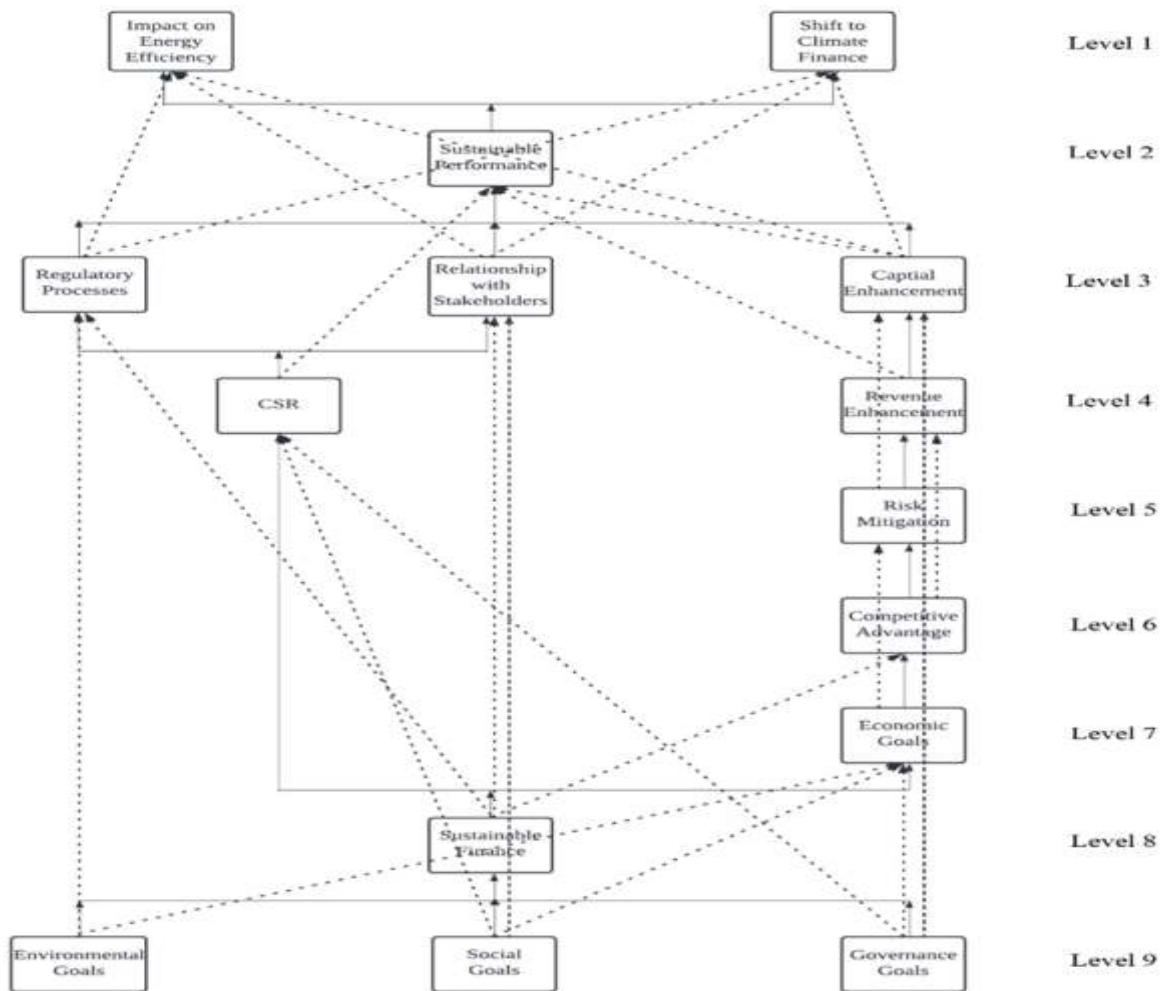 Impact on
Energy
Efficiency
Shift to
Climate
Finance
Level 1
Sustainable
Performance
Level 2
Regulatory
Processes
Relationship
with
Stakeholders
Captial
Enhancement
Level 3
CSR
Revenue
Enhancement
Level 4
Risk
Mitigation
Level 5
Competitive
Advantage
Level 6
Economic
Goals
Level 7
Sustainable
Finance
Level 8
Environmental
Goals
Social
Goals
Governance
Goals
Level 9